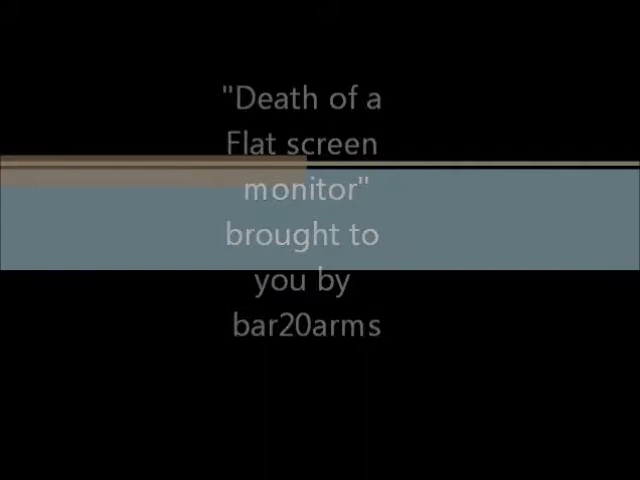 "Death of a
Flat screen
monitor"
brought to
you by
bar20arms